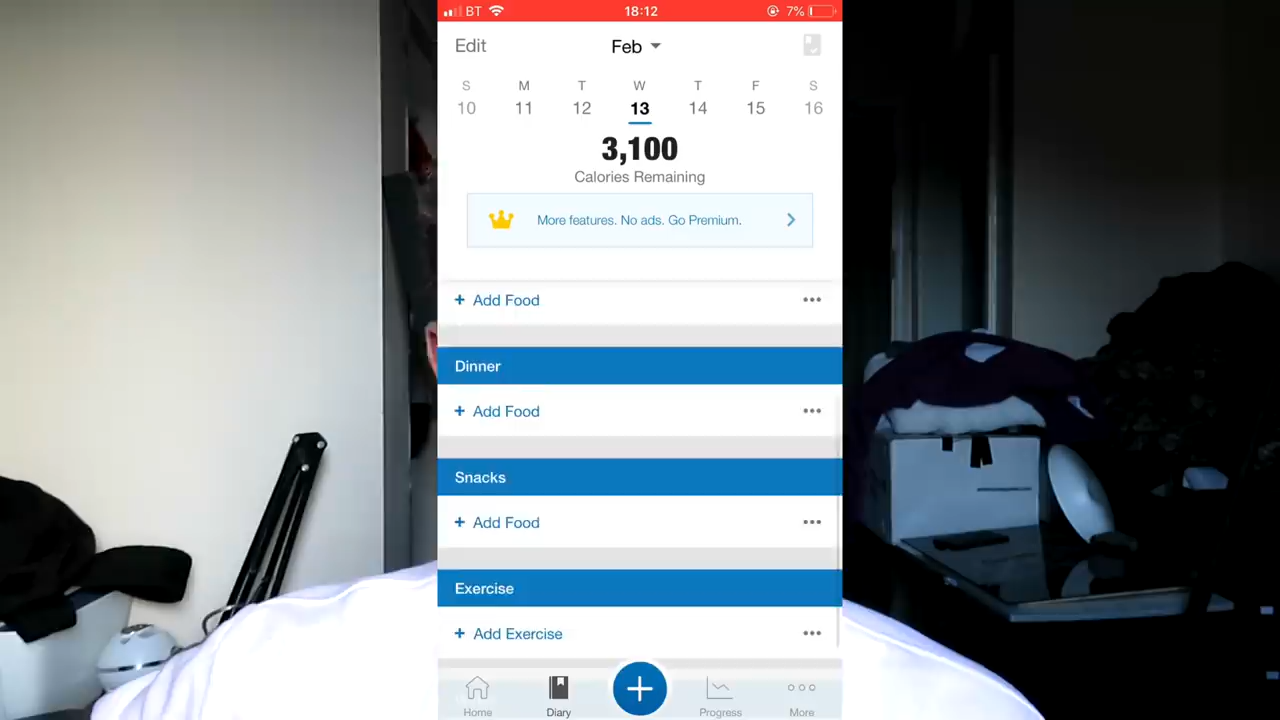 BT 18:12 7%
Edit Feb
S M T W T F S
10 11 12 13 14 15 16
3,100
Calories Remaining
More features. No ads. Go Premium.
+ Add Food
Dinner
+ Add Food
Snacks
+ Add Food
Exercise
+ Add Exercise
Home Diary Progress More